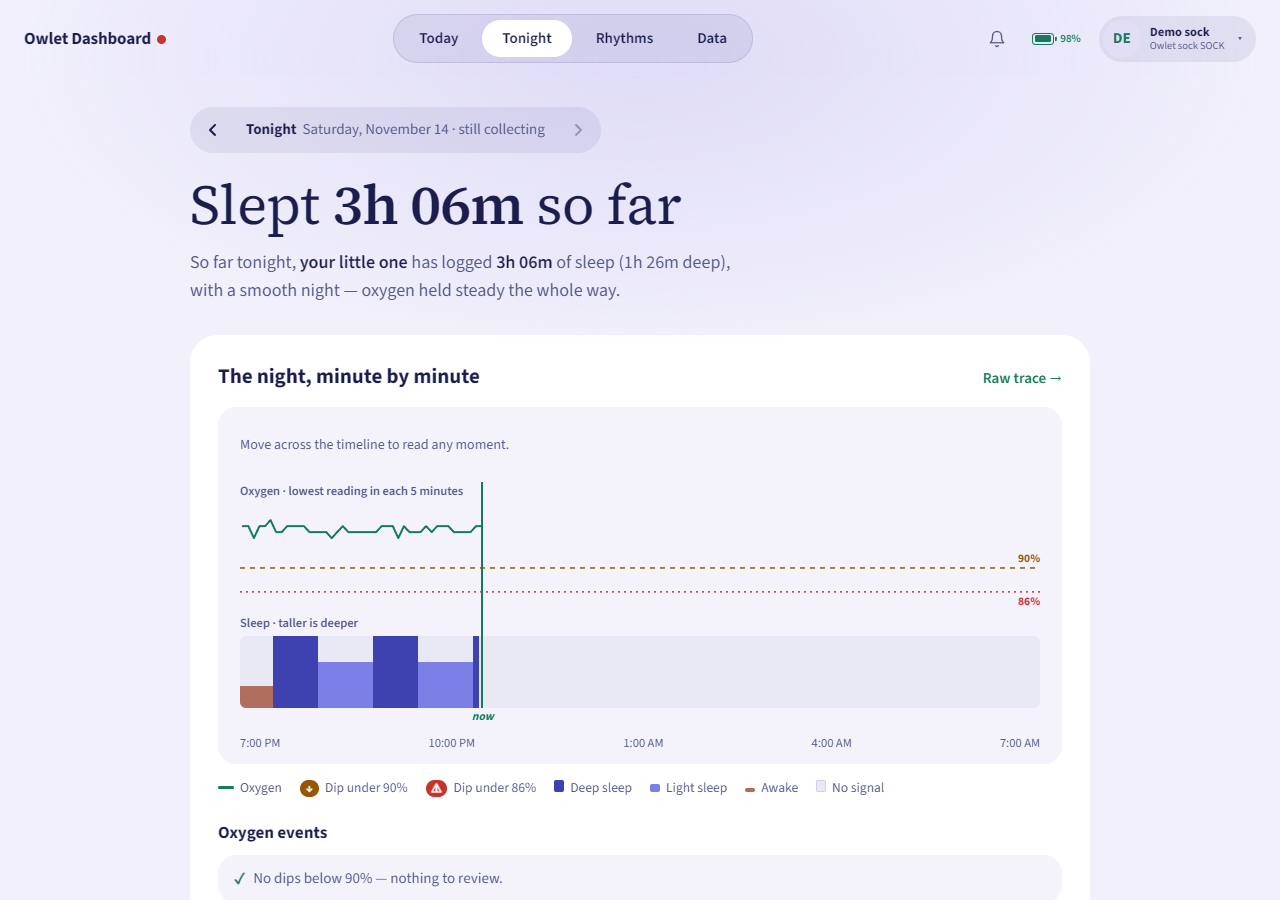 Owlet Dashboard
Today
Tonight
Rhythms
Data
98%
DE
Demo sock
Owlet sock SOCK
Tonight Saturday, November 14 · still collecting
Slept 3h 06m so far
So far tonight, your little one has logged 3h 06m of sleep (1h 26m deep),
with a smooth night — oxygen held steady the whole way.
The night, minute by minute
Raw trace →
Move across the timeline to read any moment.
Oxygen · lowest reading in each 5 minutes
90%
86%
Sleep · taller is deeper
now
7:00 PM
10:00 PM
1:00 AM
4:00 AM
7:00 AM
Oxygen
Dip under 90%
Dip under 86%
Deep sleep
Light sleep
Awake
No signal
Oxygen events
✓ No dips below 90% — nothing to review.